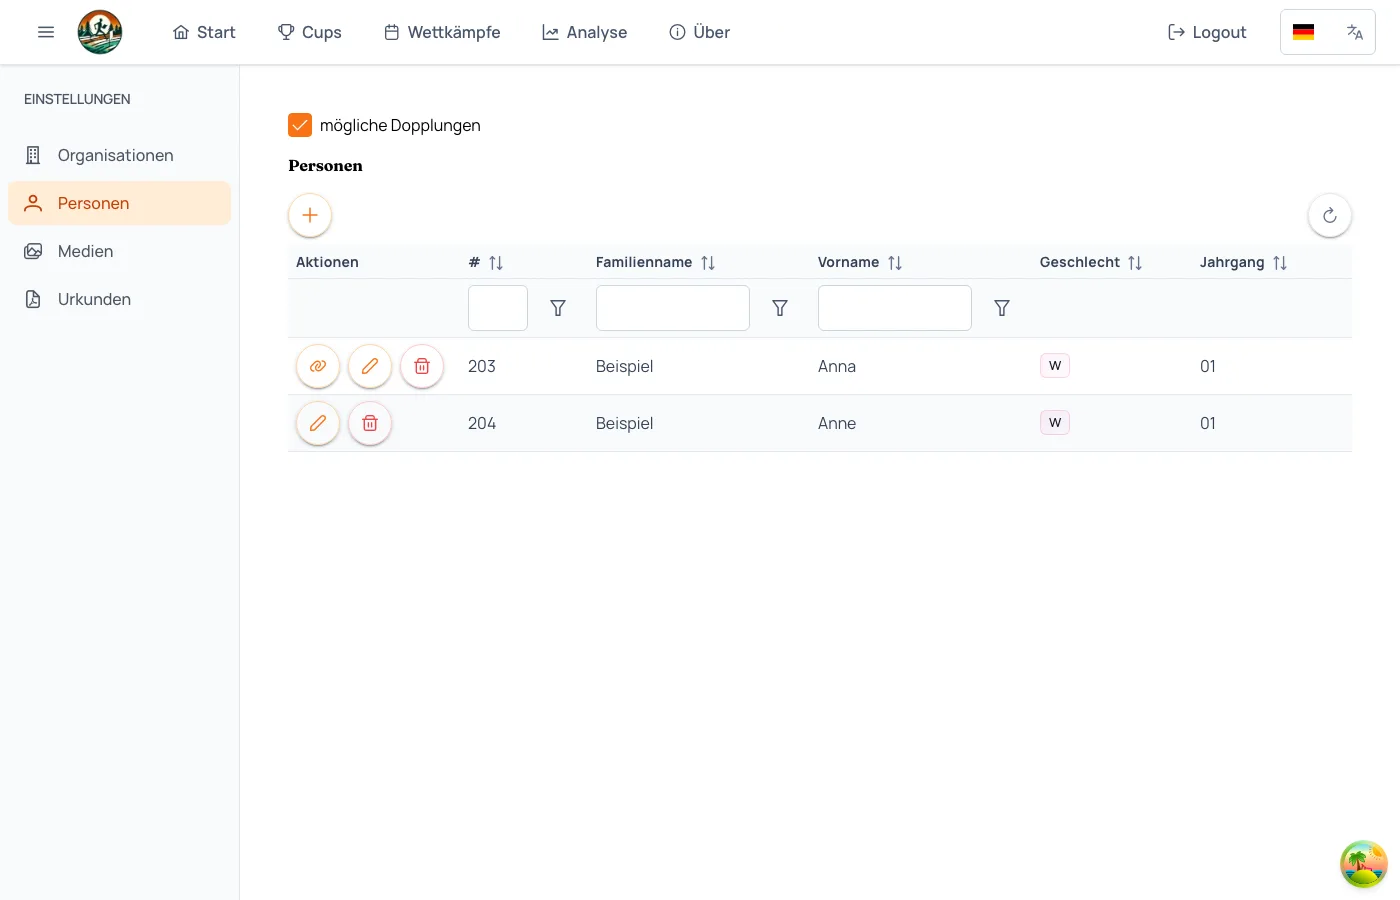 Start Cups Wettkämpfe Analyse Über Logout
EINSTELLUNGEN
Organisationen
Personen
Medien
Urkunden
mögliche Dopplungen
Personen
Aktionen # Familienname Vorname Geschlecht Jahrgang
203 Beispiel Anna W 01
204 Beispiel Anne W 01